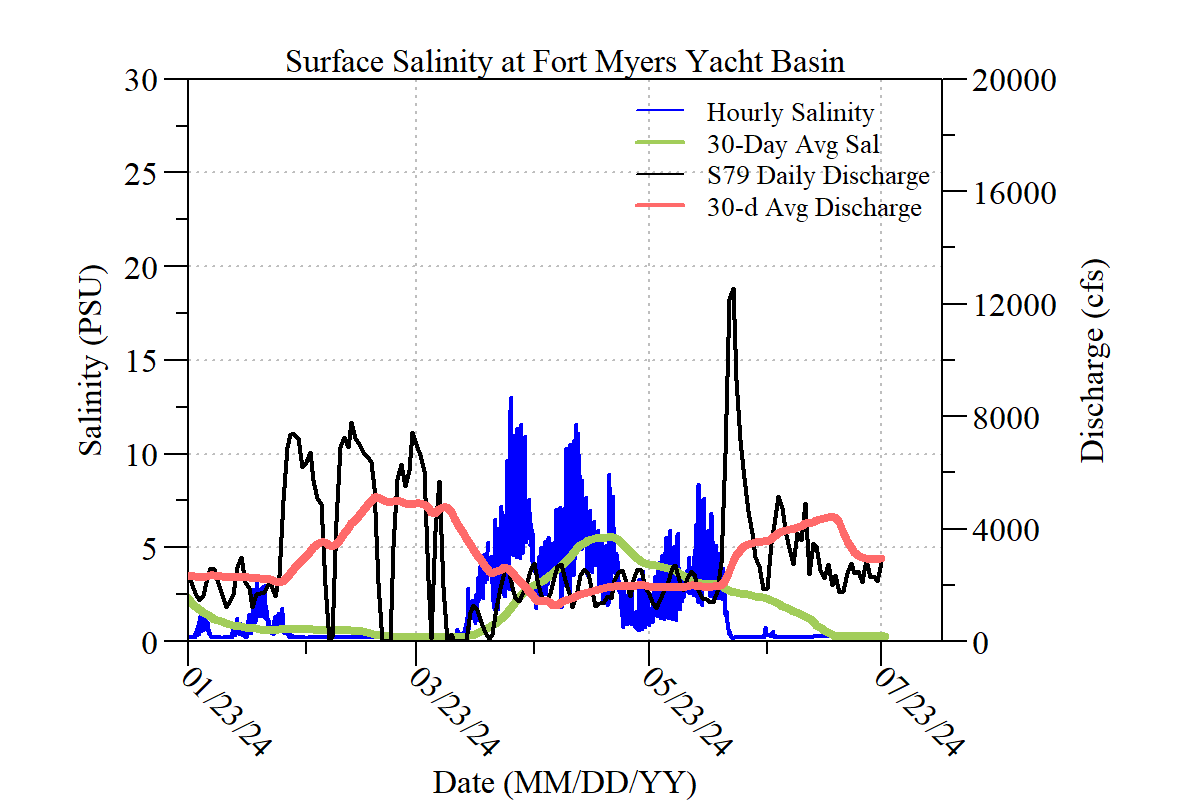 Surface Salinity at Fort Myers Yacht Basin
30
25
20
15
10
5
0
Salinity (PSU)
Hourly Salinity
30-Day Avg Sal
S79 Daily Discharge
30-d Avg Discharge
20000
16000
12000
8000
4000
0
Discharge (cfs)
01/23/24
03/23/24
05/23/24
07/23/24
Date (MM/DD/YY)